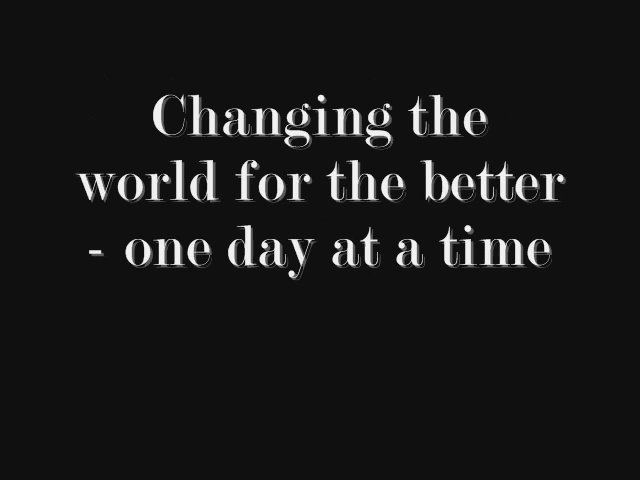 Changing the
world for the better
- one day at a time